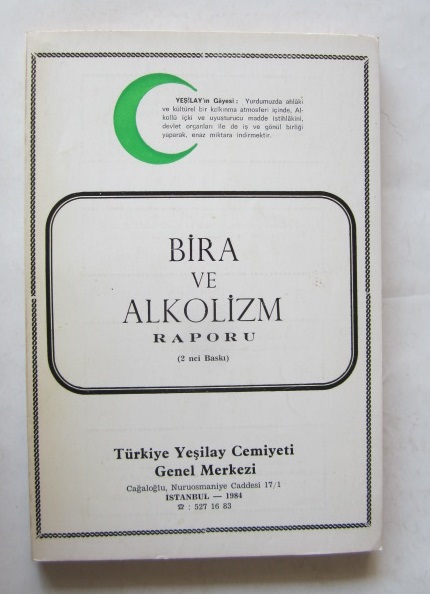 YEŞİLAY'ın Gâyesi : Yurdumuzda ahlâkî
ve kültürel bir kalkınma atmosferi içinde, Al-
kollü içki ve uyuşturucu madde istihlâkini,
devlet organları ile de iş ve gönül birliği
yaparak, enaz miktara indirmektir.
BİRA
VE
ALKOLİZM
RAPORU
(2 nci Baskı)
Türkiye Yeşilay Cemiyeti
Genel Merkezi
Cağaloğlu, Nuruosmaniye Caddesi 17/1
İSTANBUL — 1984
☎ : 527 16 83